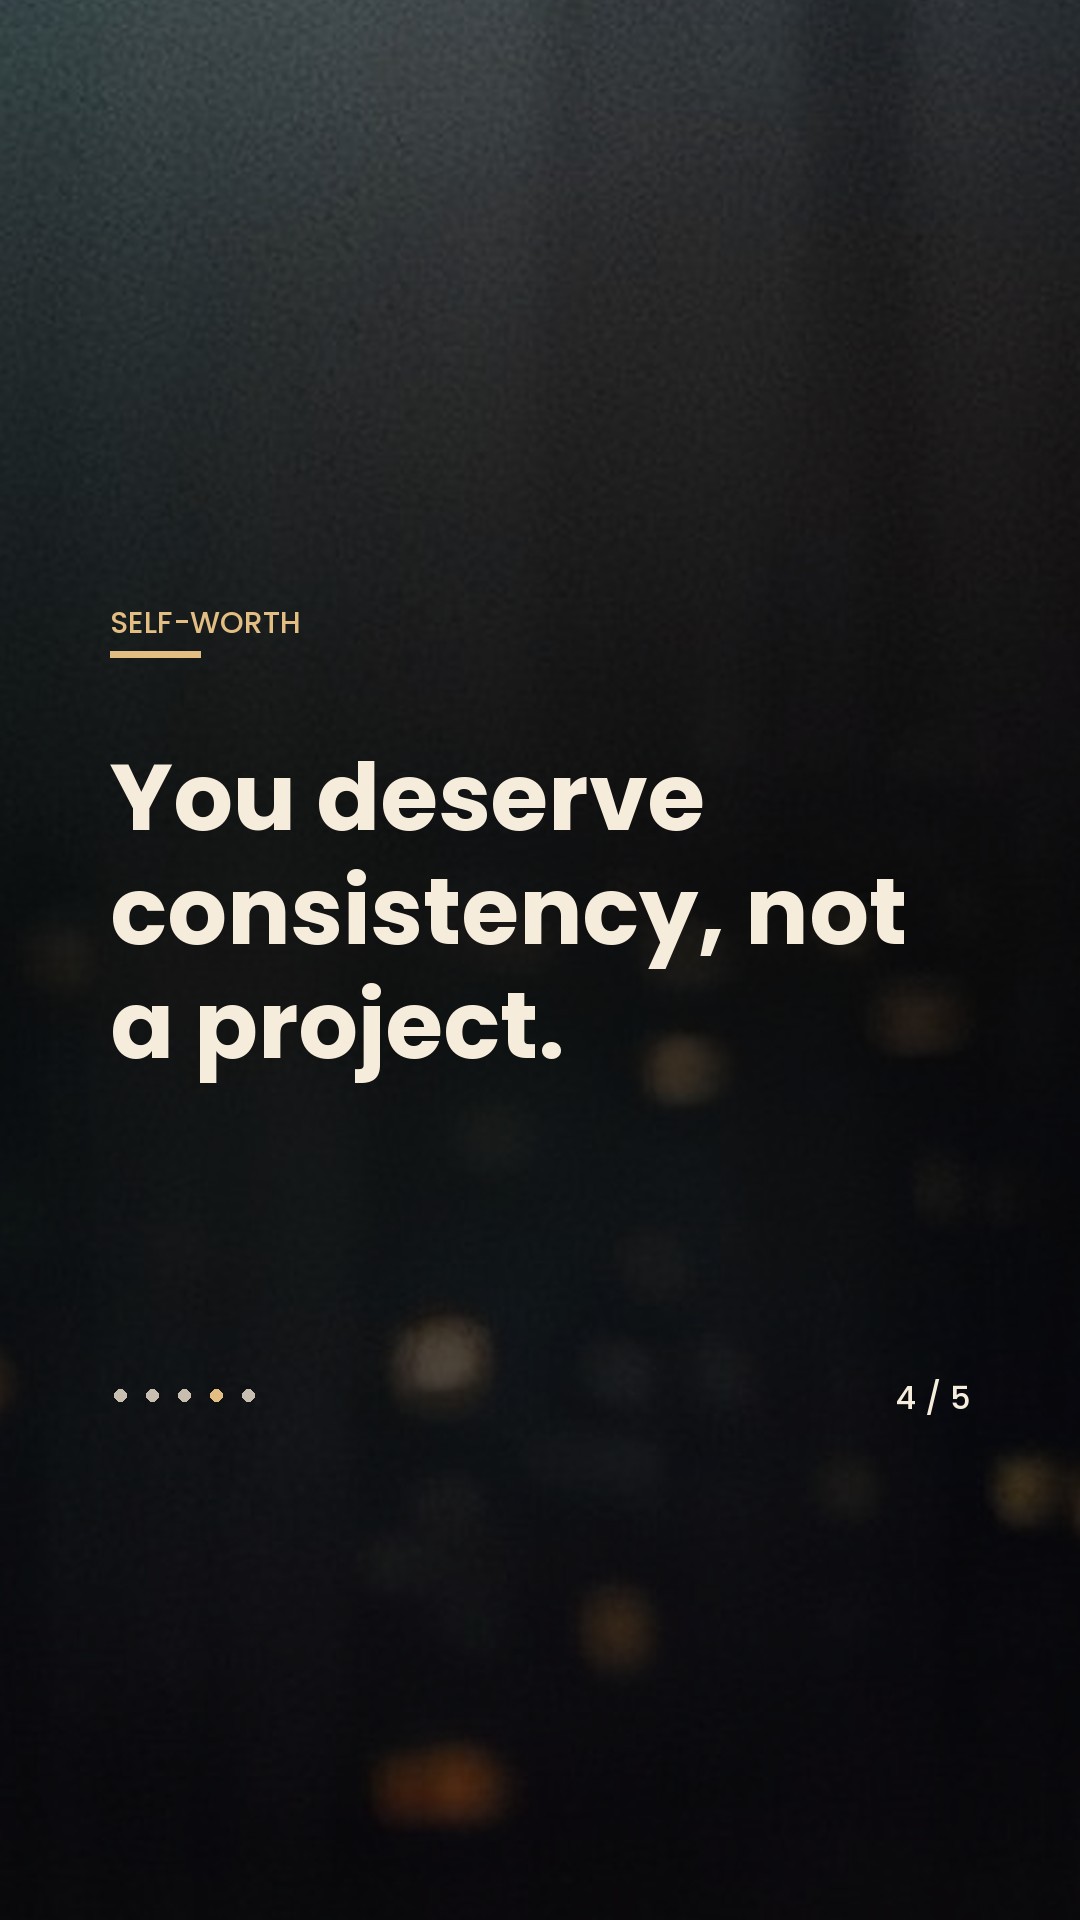 SELF-WORTH
You deserve
consistency, not
a project.
4 / 5